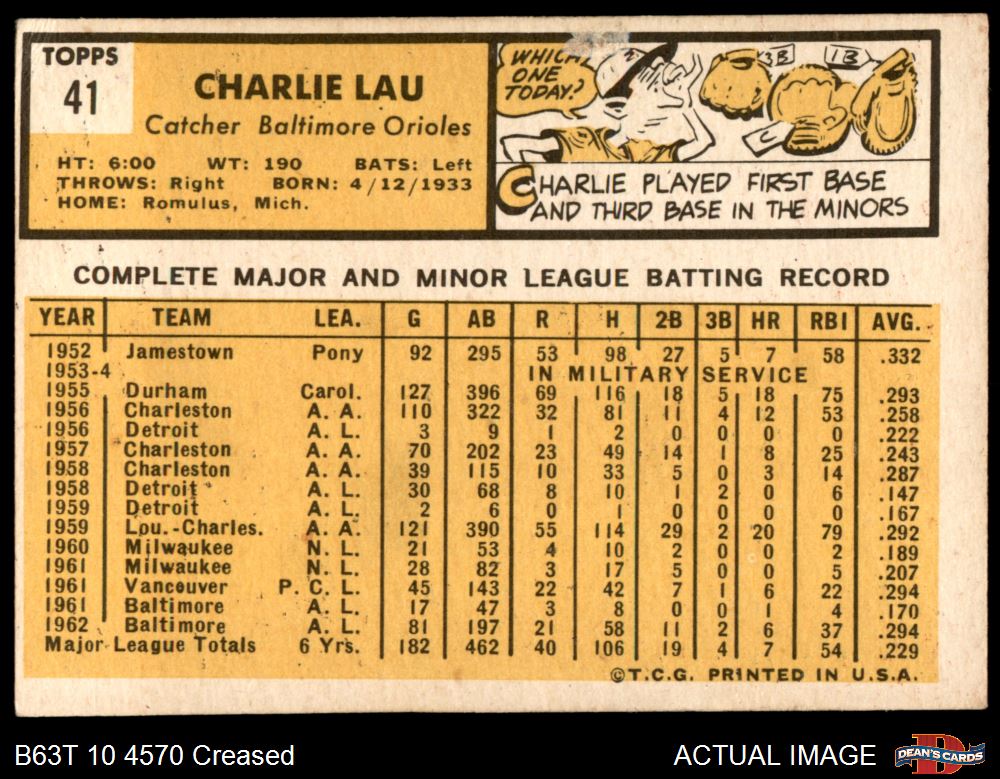 TOPPS
41
CHARLIE LAU
Catcher Baltimore Orioles
HT: 6:00 WT: 190 BATS: Left
THROWS: Right BORN: 4/12/1933
HOME: Romulus, Mich.
WHICH
ONE
TODAY?
3B
1B
C
CHARLIE PLAYED FIRST BASE
AND THIRD BASE IN THE MINORS
COMPLETE MAJOR AND MINOR LEAGUE BATTING RECORD
YEAR TEAM LEA. G AB R H 2B 3B HR RBI AVG.
1952 Jamestown Pony 92 295 53 98 27 5 7 58 .332
1953-4 IN MILITARY SERVICE
1955 Durham Carol. 127 396 69 116 18 5 18 75 .293
1956 Charleston A. A. 110 322 32 81 11 4 12 53 .258
1956 Detroit A. L. 3 9 1 2 0 0 0 0 .222
1957 Charleston A. A. 70 202 23 49 14 1 8 25 .243
1958 Charleston A. A. 39 115 10 33 5 0 3 14 .287
1958 Detroit A. L. 30 68 8 10 1 2 0 6 .147
1959 Detroit A. L. 2 6 0 1 0 0 0 0 .167
1959 Lou.-Charles. A. A. 121 390 55 114 29 2 20 79 .292
1960 Milwaukee N. L. 21 53 4 10 2 0 0 2 .189
1961 Milwaukee N. L. 28 82 3 17 5 0 0 5 .207
1961 Vancouver P. C. L. 45 143 22 42 7 1 6 22 .294
1961 Baltimore A. L. 17 47 3 8 0 0 1 4 .170
1962 Baltimore A. L. 81 197 21 58 11 2 6 37 .294
Major League Totals 6 Yrs. 182 462 40 106 19 4 7 54 .229
©T.C.G. PRINTED IN U.S.A.
B63T 10 4570 Creased
ACTUAL IMAGE
DEAN'S CARDS